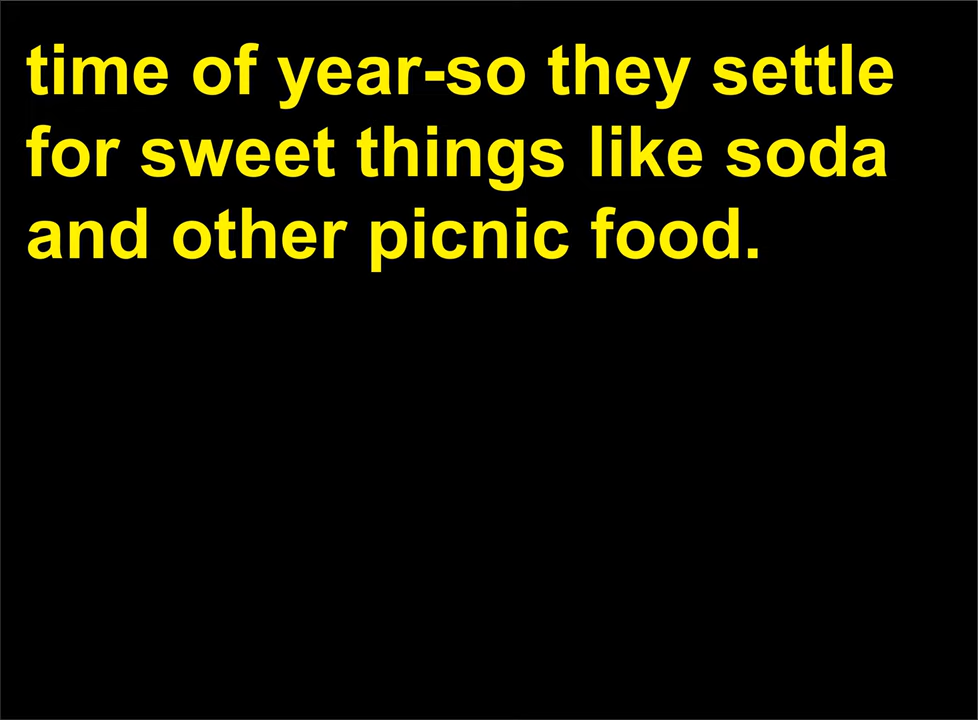 time of year-so they settle
for sweet things like soda
and other picnic food.